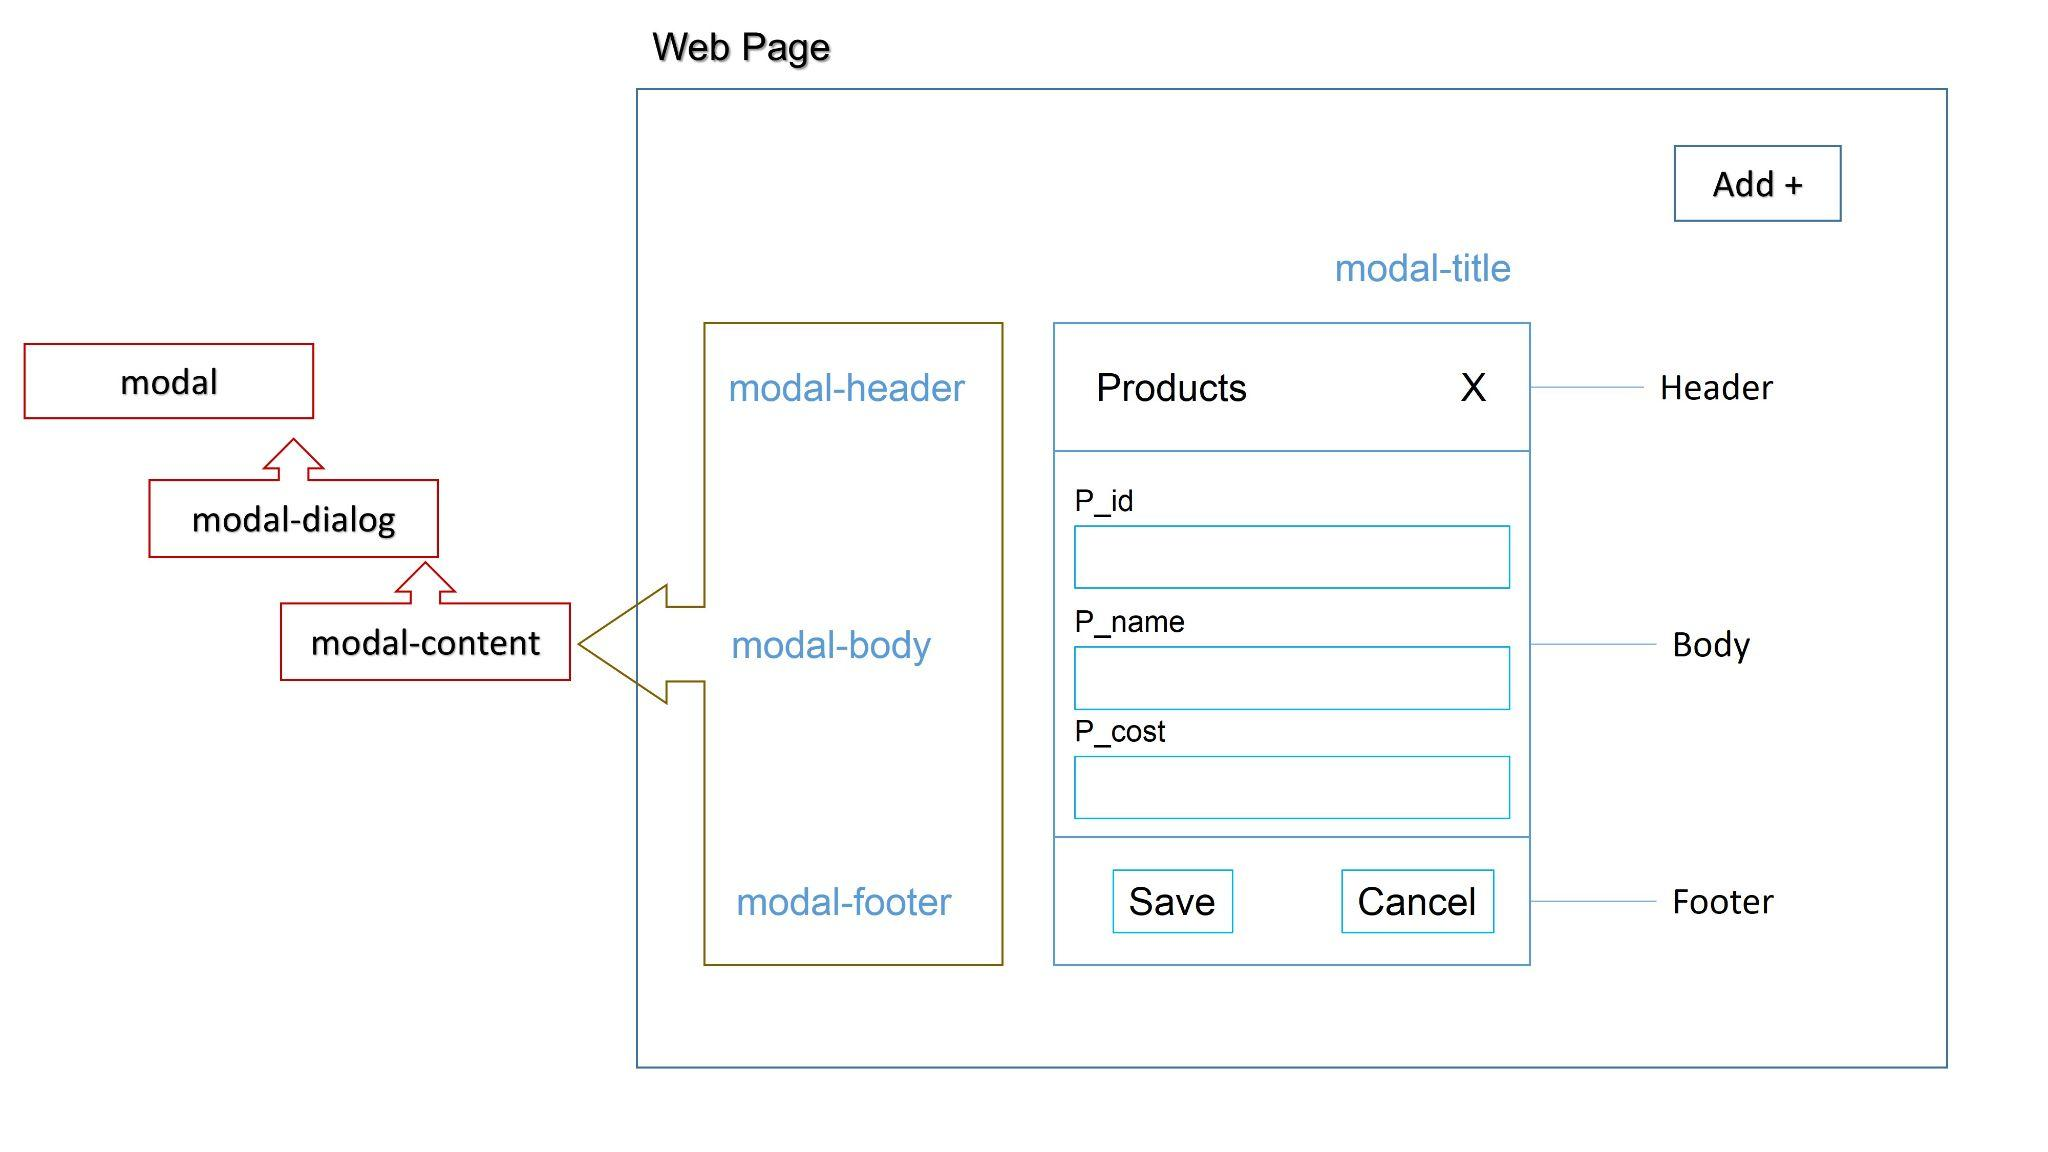 Web Page
Add +
modal-title
modal
modal-dialog
modal-content
modal-header
modal-body
modal-footer
Products X
P_id
P_name
P_cost
Save Cancel
Header
Body
Footer